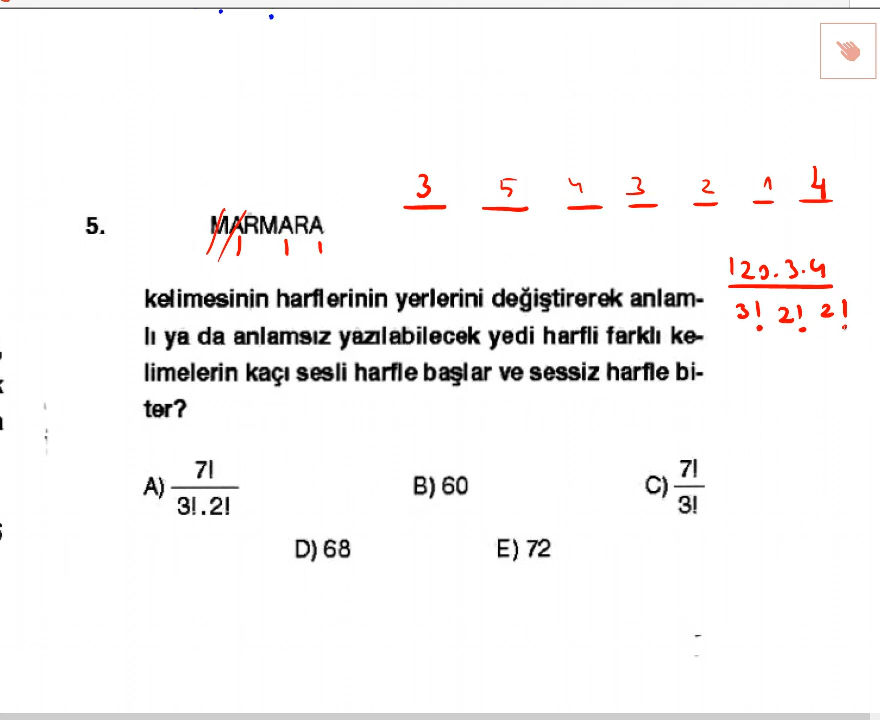 3 5 4 3 2 1 4
5. MARMARA
120.3.4
3! 2! 2!
kelimesinin harflerinin yerlerini değiştirerek anlam-
lı ya da anlamsız yazılabilecek yedi harfli farklı ke-
limelerin kaçı sesli harfle başlar ve sessiz harfle bi-
ter?
A) 7!/3!.2! B) 60 C) 7!/3!
D) 68 E) 72